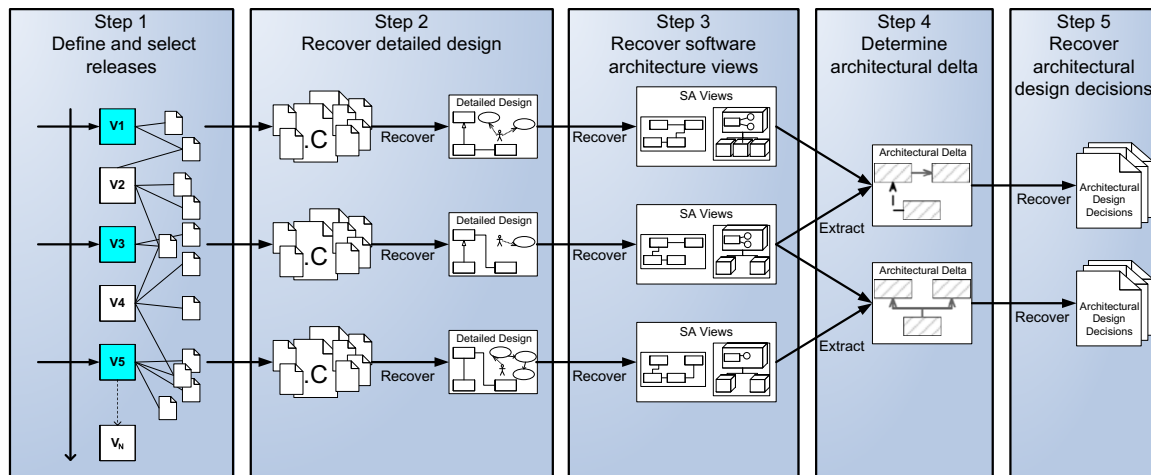 Step 1
Define and select
releases
V1
V2
V3
V4
V5
VN
Step 2
Recover detailed design
.C
Recover
Detailed Design
.C
Recover
Detailed Design
.C
Recover
Detailed Design
Step 3
Recover software
architecture views
Recover
SA Views
Recover
SA Views
Recover
SA Views
Step 4
Determine
architectural delta
Extract
Architectural Delta
Extract
Architectural Delta
Step 5
Recover
architectural
design decisions
Recover
Architectural
Design
Decisions
Recover
Architectural
Design
Decisions